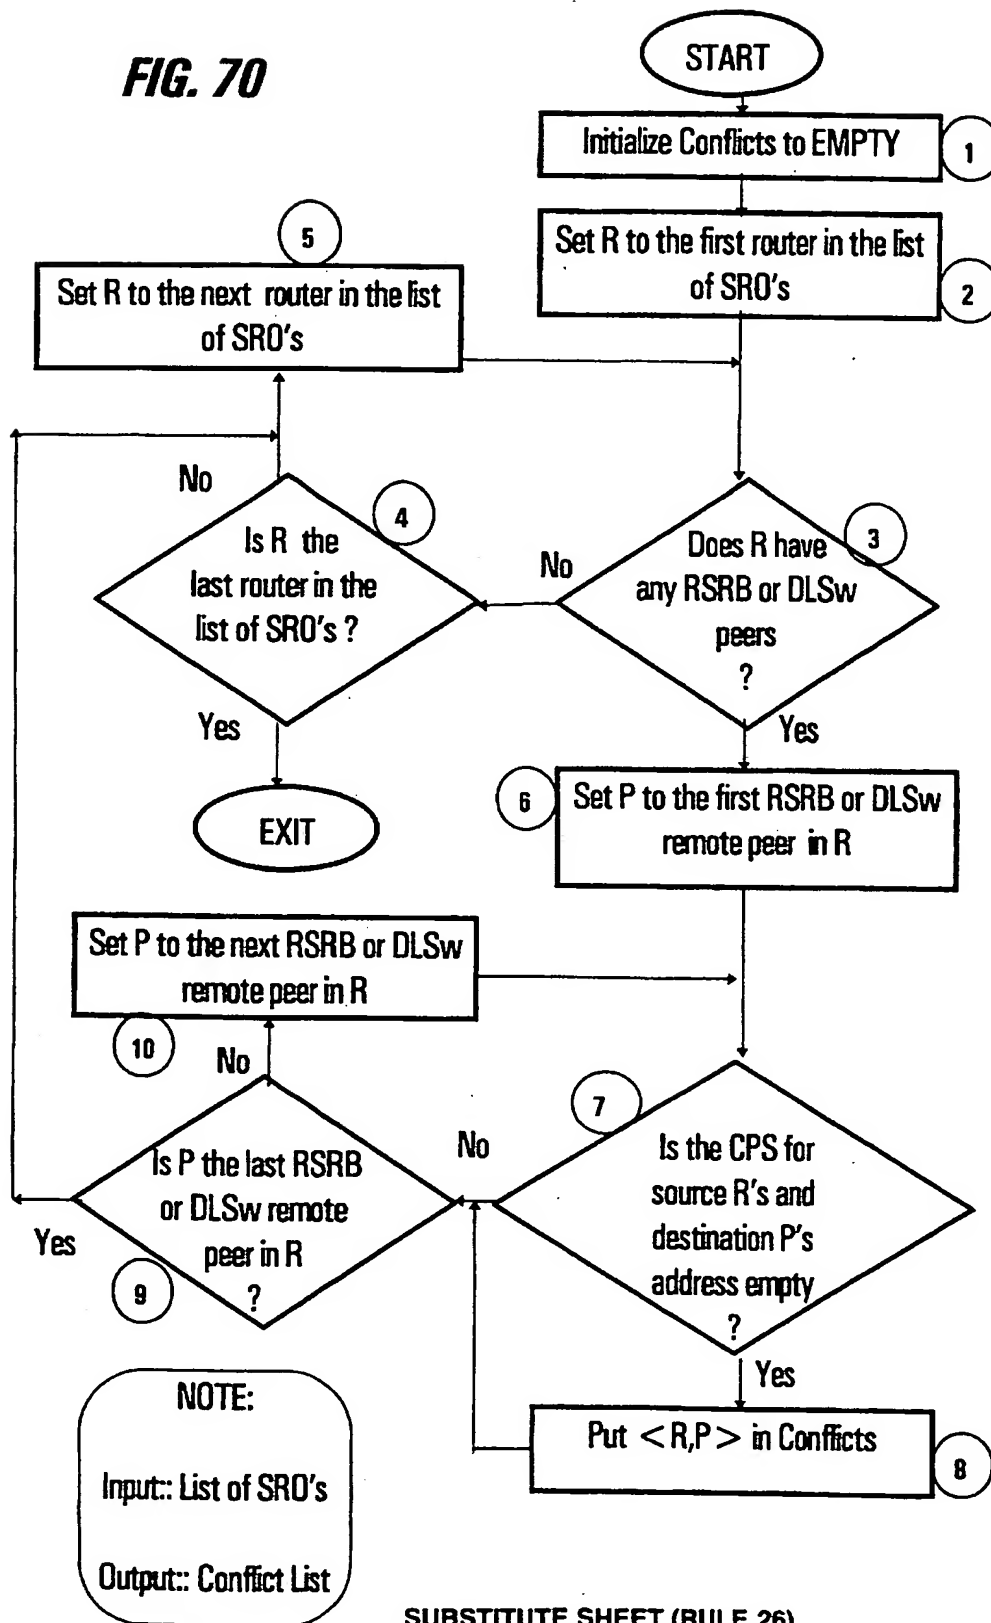 FIG. 70
START
Initialize Conflicts to EMPTY
1
Set R to the first router in the list
of SRO's
2
5
Set R to the next router in the list
of SRO's
No
4
Is R the
last router in the
list of SRO's ?
Yes
EXIT
No
3
Does R have
any RSRB or DLSw
peers
?
Yes
6
Set P to the first RSRB or DLSw
remote peer in R
Set P to the next RSRB or DLSw
remote peer in R
10
No
Is P the last RSRB
or DLSw remote
peer in R
?
Yes
9
No
7
Is the CPS for
source R's and
destination P's
address empty
?
Yes
Put <R,P> in Conflicts
8
NOTE:
Input:: List of SRO's
Output:: Conflict List
SUBSTITUTE SHEET (RULE 26)